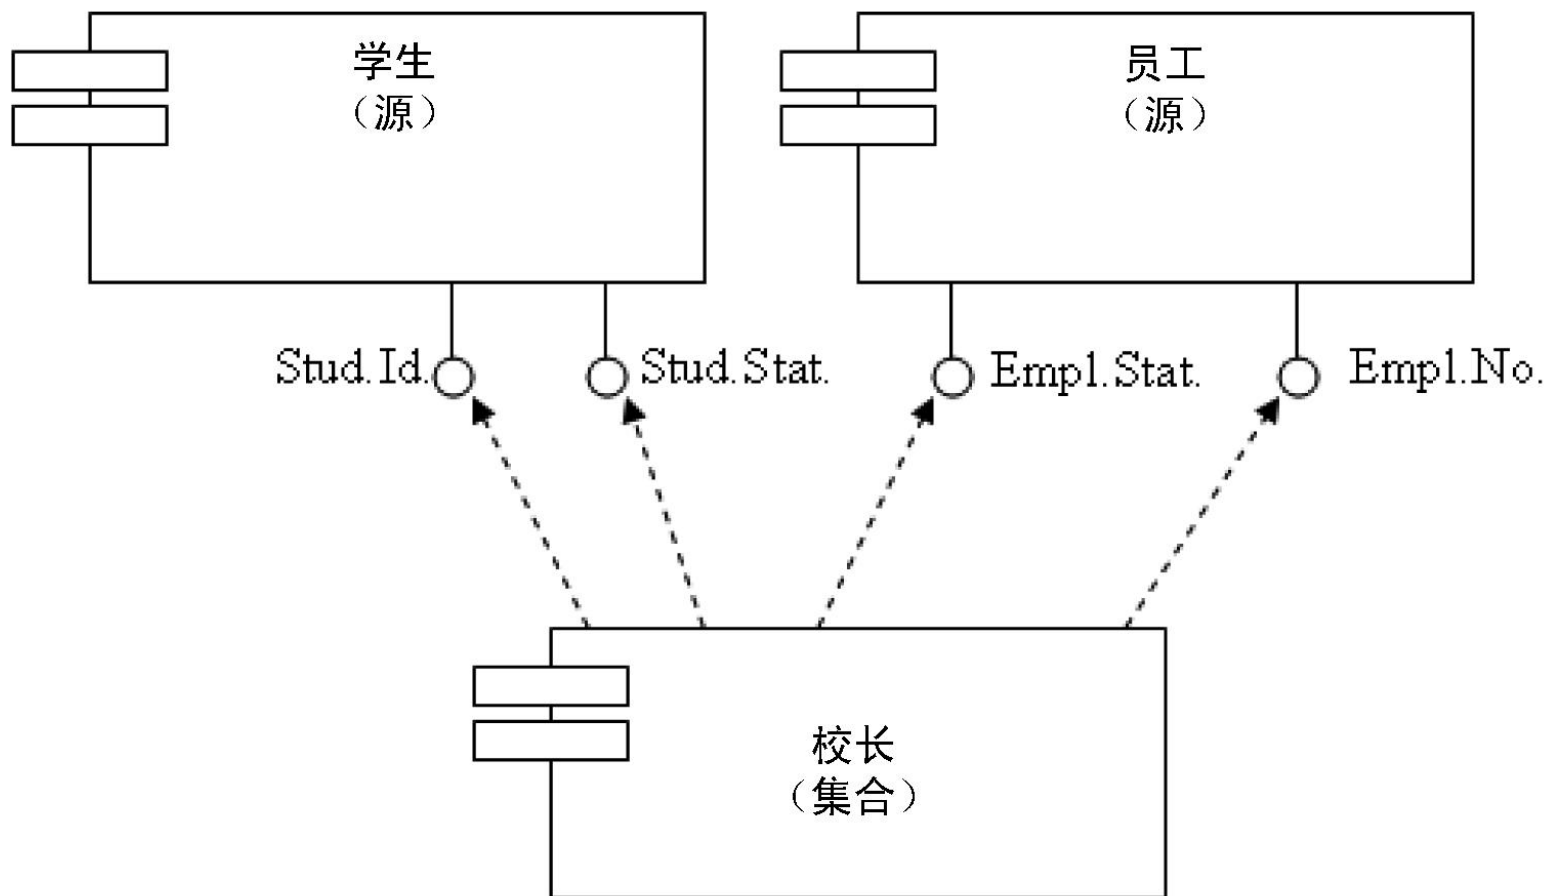 学生
（源）
员工
（源）
Stud.Id.
Stud.Stat.
Empl.Stat.
Empl.No.
校长
（集合）